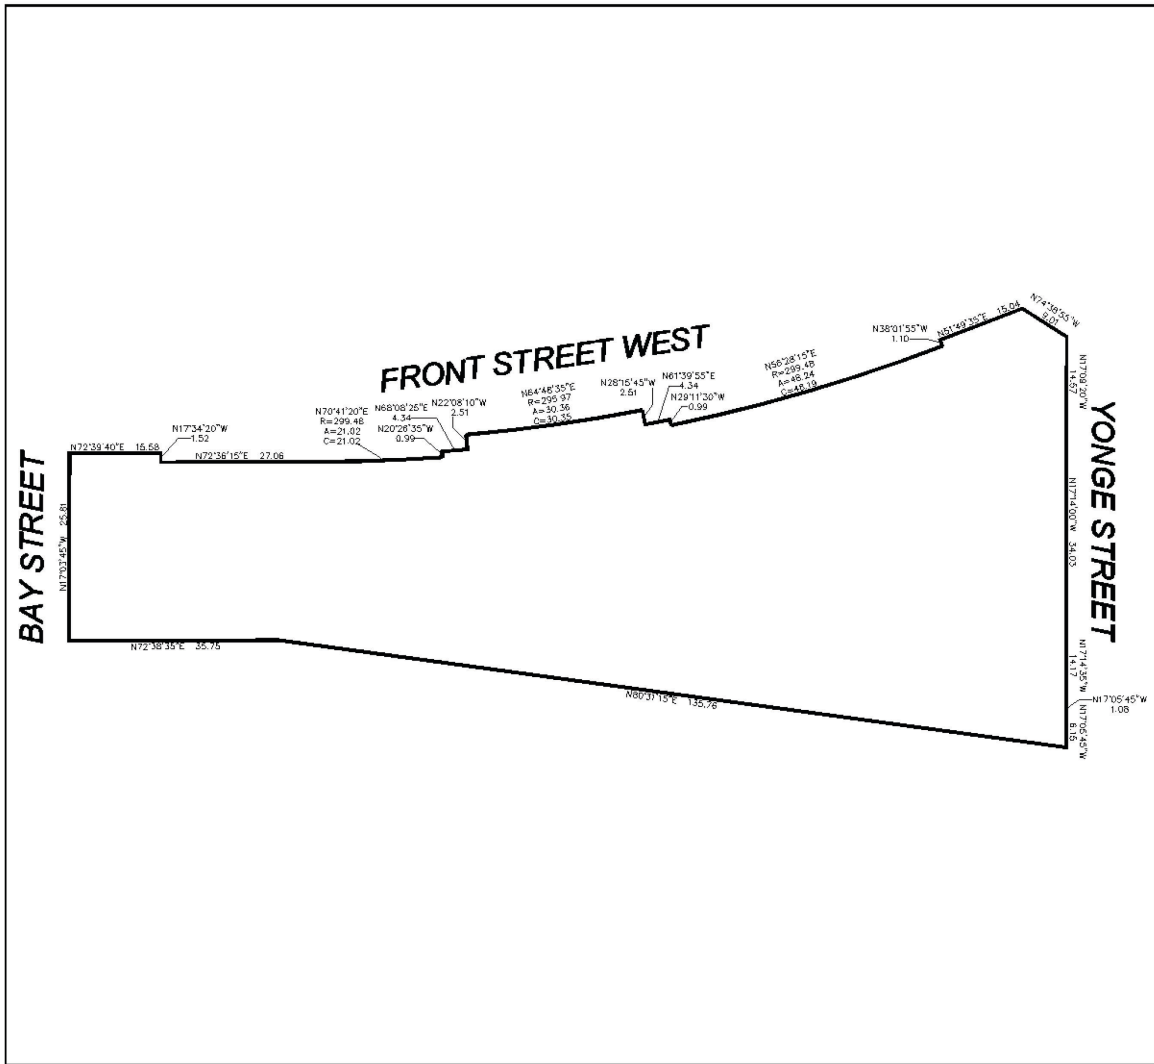 N74°38'55"W
9.01
N51°49'35"E 15.04
N38°01'55"W
1.10
FRONT STREET WEST
N56°28'15"E
R=299.48
A=48.24
C=48.19
N61°39'55"E
4.34
N29°11'30"W
0.99
N28°15'45"W
2.51
N64°48'35"E
R=295.97
A=30.36
C=30.35
N22°08'10"W
2.51
N68°08'25"E
4.34
N20°26'35"W
0.99
N70°41'20"E
R=299.48
A=21.02
C=21.02
N17°34'20"W
1.52
N72°39'40"E 15.58
N72°36'15"E 27.06
BAY STREET
N17°03'45"W 25.81
N72°38'35"E 35.75
N80°37'15"E 135.76
N17°09'20"W
14.57
YONGE STREET
N17°14'00"W 34.03
N17°14'35"W
14.17
N17°05'45"W
1.08
N17°06'45"W
6.15